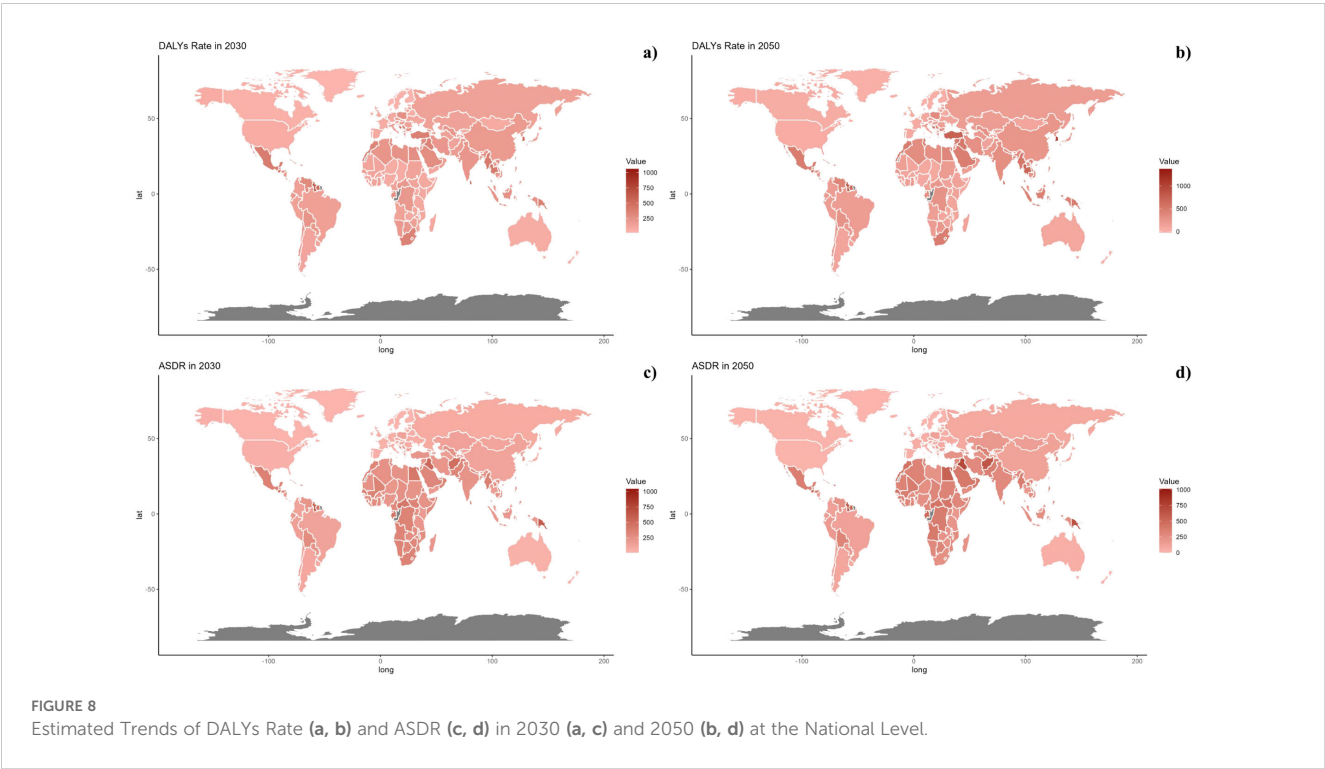 DALYs Rate in 2030
a)
50
0
-50
lat
-100
0
100
200
long
Value
1000
750
500
250
DALYs Rate in 2050
b)
50
0
-50
lat
-100
0
100
200
long
Value
1000
500
0
ASDR in 2030
c)
50
0
-50
lat
-100
0
100
200
long
Value
1000
750
500
250
ASDR in 2050
d)
50
0
-50
lat
-100
0
100
200
long
Value
1000
750
500
250
0
FIGURE 8
Estimated Trends of DALYs Rate (a, b) and ASDR (c, d) in 2030 (a, c) and 2050 (b, d) at the National Level.